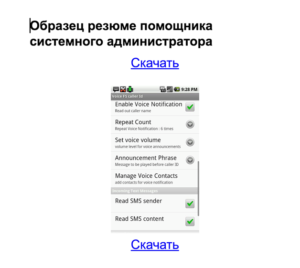 Образец резюме помощника
системного администратора
Скачать
9:28 PM
Voice It's Caller ID
Enable Voice Notification
Read out caller name
Repeat Count
Repeat Voice Notification : 6 times
Set voice volume
volume level for voice announcements
Announcement Phrase
Message to be played before caller ID
Manage Voice Contacts
add contacts for voice notification
Read SMS sender
Read SMS content
Скачать